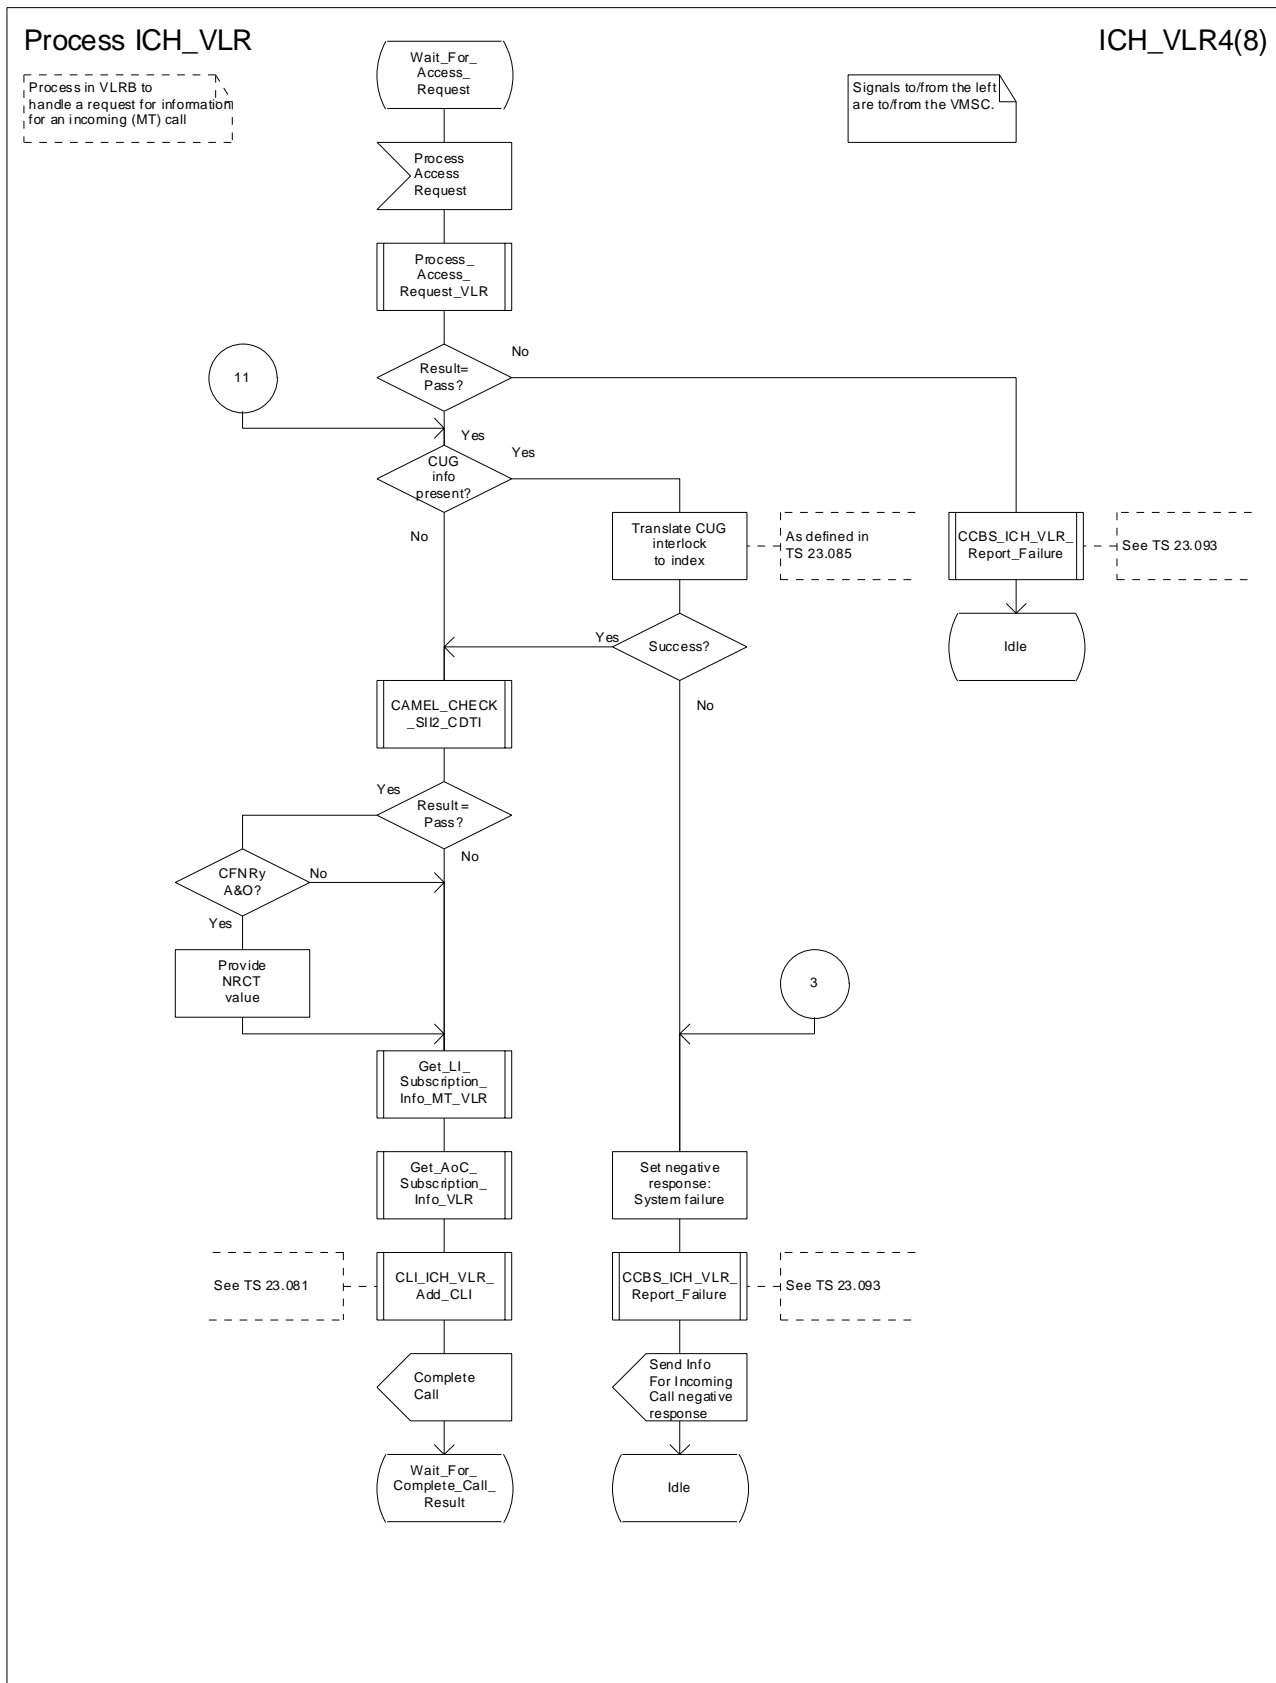 Process ICH_VLR
ICH_VLR4(8)
Process in VLRB to
handle a request for information
for an incoming (MT) call
Wait_For_
Access_
Request
Signals to/from the left
are to/from the VMSC.
Process
Access
Request
Process_
Access_
Request_VLR
11
Result=
Pass?
No
Yes
CUG
info
present?
Yes
No
Translate CUG
interlock
to index
As defined in
TS 23.085
CCBS_ICH_VLR_
Report_Failure
See TS 23.093
Yes
Success?
Idle
No
CAMEL_CHECK
_SII2_CDTI
Yes
Result=
Pass?
No
CFNRy
A&O?
No
Yes
Provide
NRCT
value
3
Get_LI_
Subscription_
Info_MT_VLR
Get_AoC_
Subscription_
Info_VLR
Set negative
response:
System failure
See TS 23.081
CLI_ICH_VLR_
Add_CLI
CCBS_ICH_VLR_
Report_Failure
See TS 23.093
Complete
Call
Send Info
For Incoming
Call negative
response
Wait_For_
Complete_Call_
Result
Idle